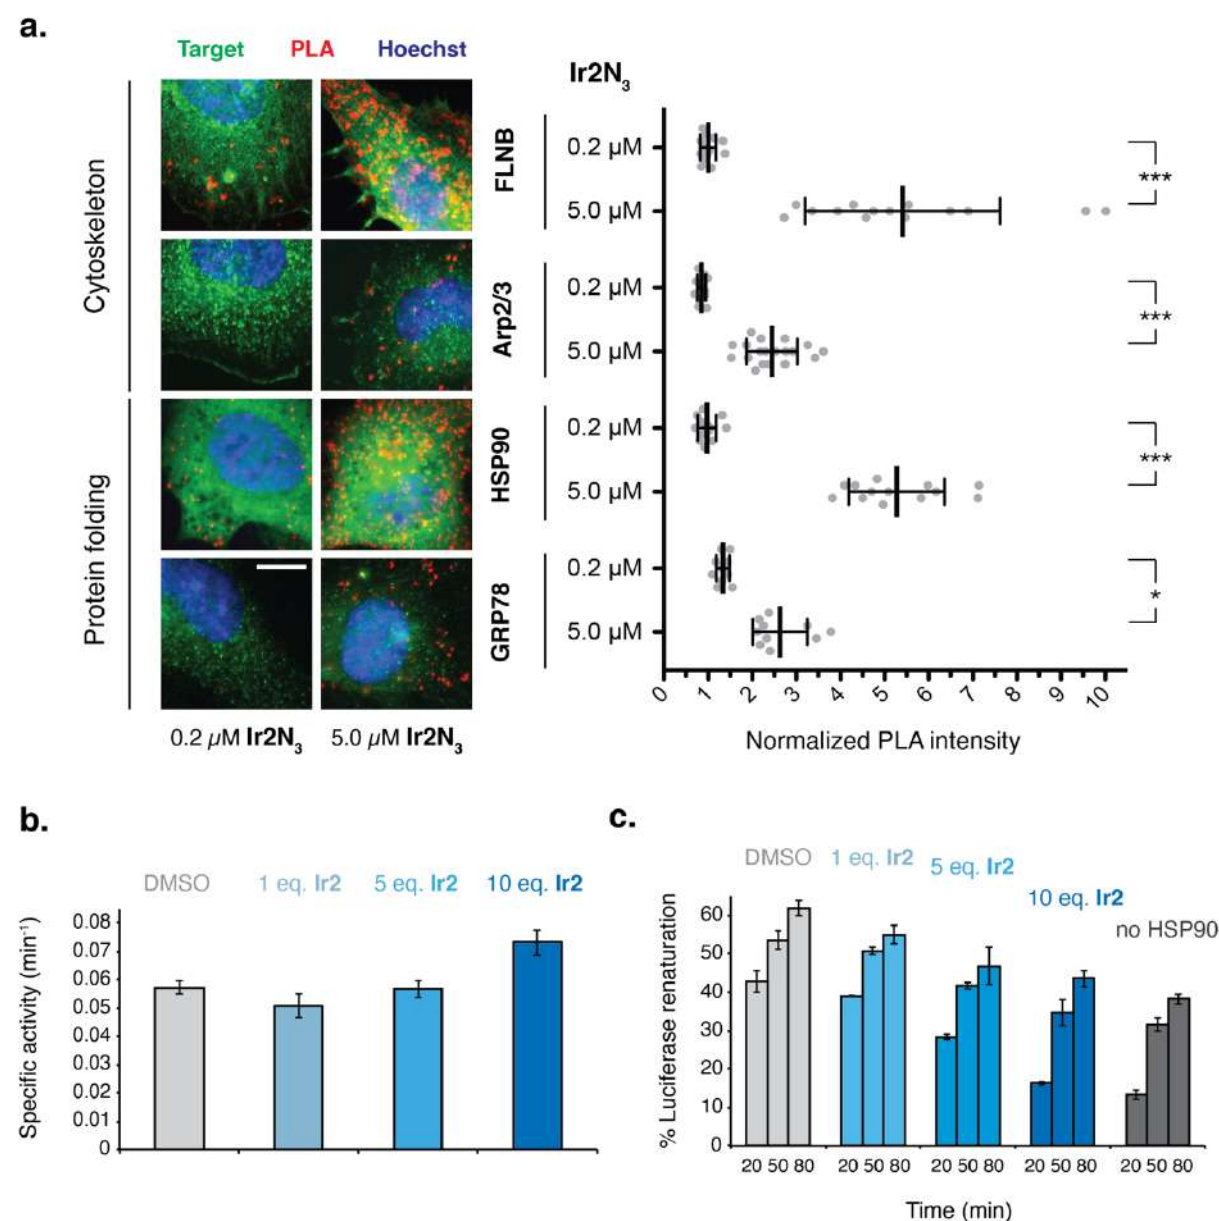 a.
Target PLA Hoechst
Cytoskeleton
Protein folding
FLNB
Arp2/3
HSP90
GRP78
0.2 µM Ir2N₃ 5.0 µM Ir2N₃
Ir2N₃
0.2 µM
5.0 µM
***
0.2 µM
5.0 µM
***
0.2 µM
5.0 µM
***
0.2 µM
5.0 µM
*
0 1 2 3 4 5 6 7 8 9 10
Normalized PLA intensity
b.
DMSO 1 eq. Ir2 5 eq. Ir2 10 eq. Ir2
Specific activity (min⁻¹)
0.08
0.07
0.06
0.05
0.04
0.03
0.02
0.01
0
c.
DMSO 1 eq. Ir2 5 eq. Ir2
10 eq. Ir2
no HSP90
% Luciferase renaturation
60
50
40
30
20
10
0
20 50 80 20 50 80 20 50 80 20 50 80 20 50 80
Time (min)